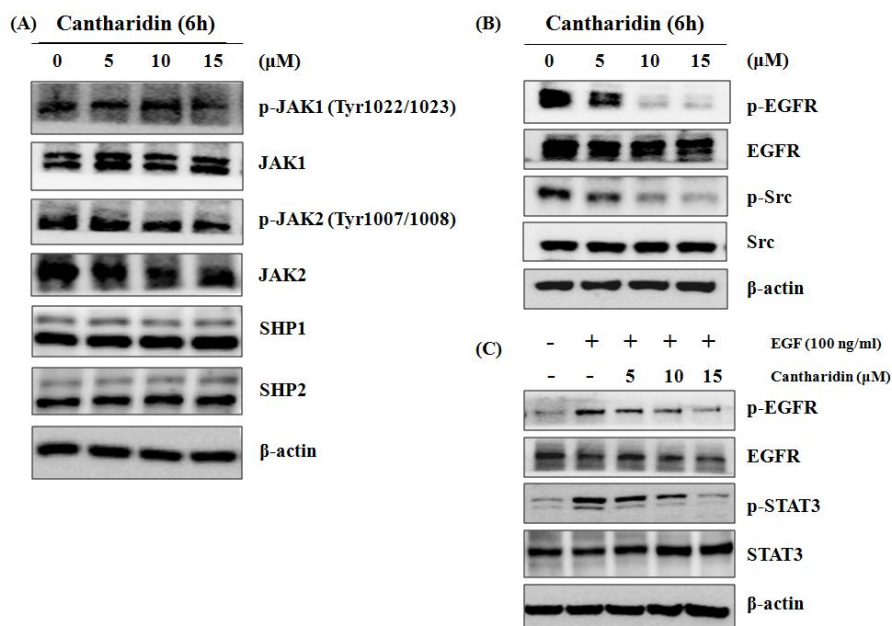 (A)
Cantharidin (6h)
0 5 10 15 (μM)
p-JAK1 (Tyr1022/1023)
JAK1
p-JAK2 (Tyr1007/1008)
JAK2
SHP1
SHP2
β-actin
(B)
Cantharidin (6h)
0 5 10 15 (μM)
p-EGFR
EGFR
p-Src
Src
β-actin
(C)
- + + + + EGF (100 ng/ml)
- - 5 10 15 Cantharidin (μM)
p-EGFR
EGFR
p-STAT3
STAT3
β-actin